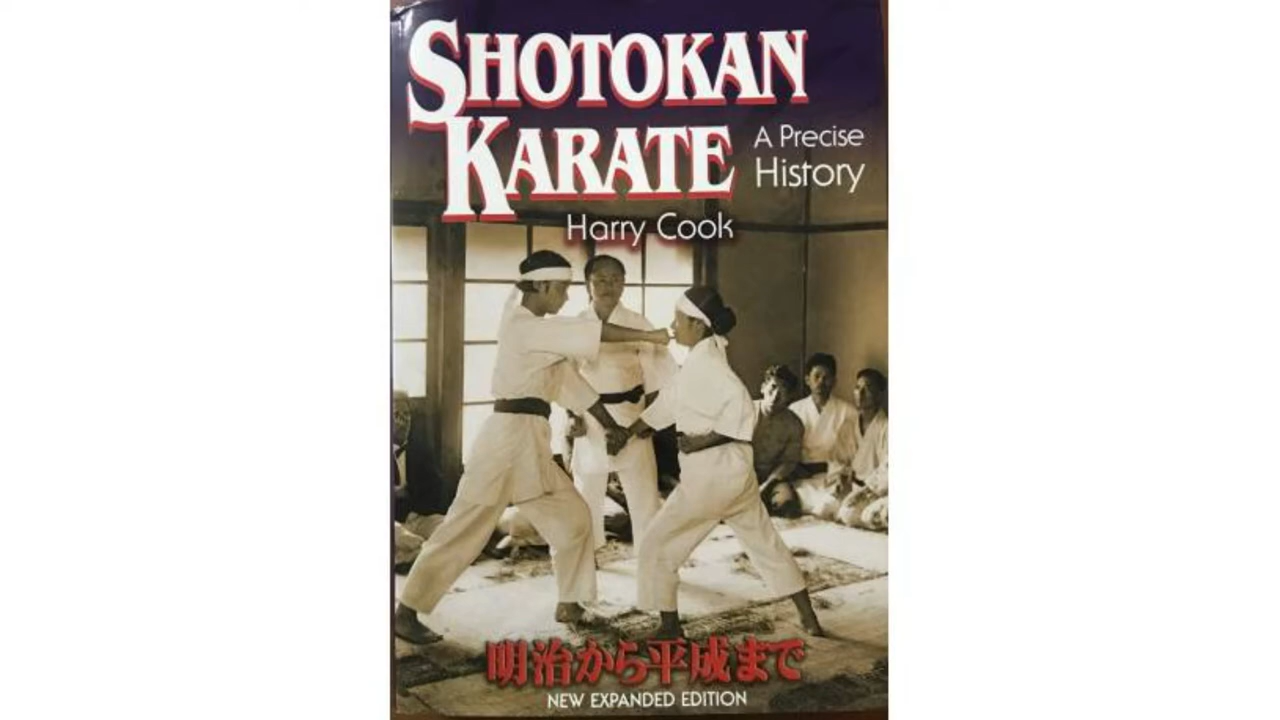 SHOTOKAN
KARATE
A Precise
History
Harry Cook
明治から平成まで
NEW EXPANDED EDITION